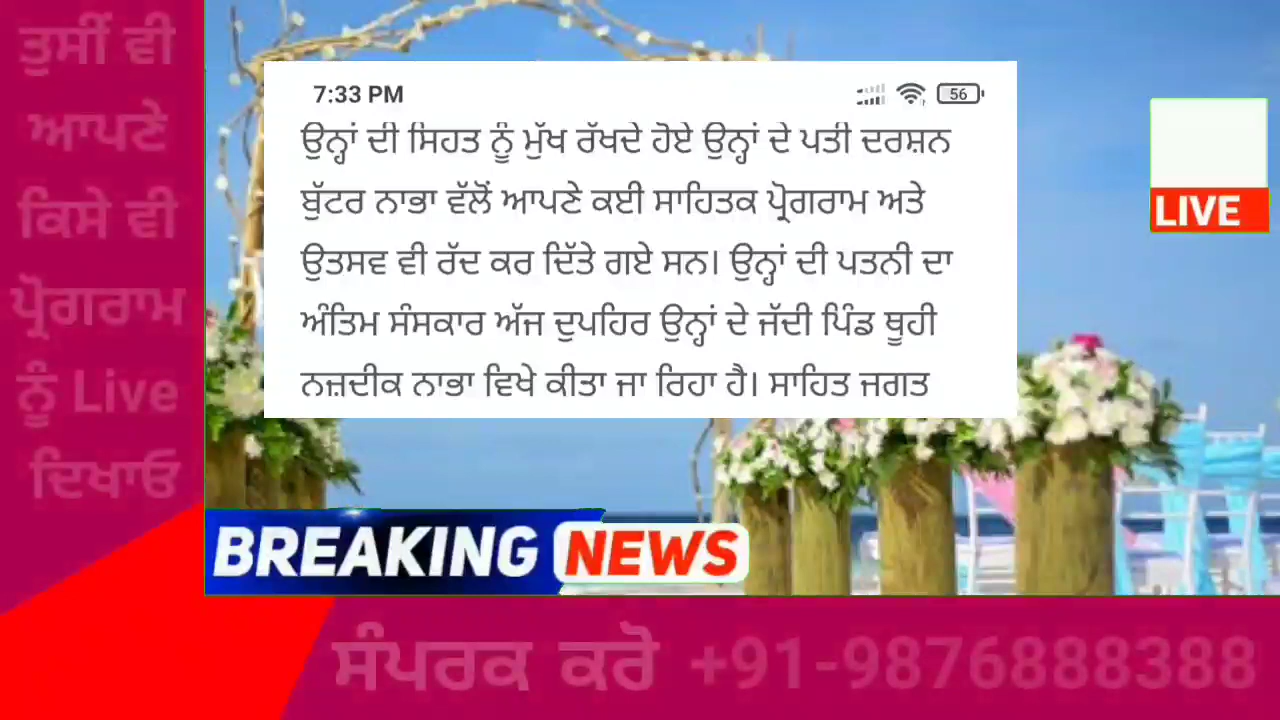 ਤੁਸੀਂ ਵੀ
ਆਪਣੇ
ਕਿਸੇ ਵੀ
ਪ੍ਰੋਗਰਾਮ
ਨੂੰ Live
ਦਿਖਾਓ
7:33 PM
56
ਉਨ੍ਹਾਂ ਦੀ ਸਿਹਤ ਨੂੰ ਮੁੱਖ ਰੱਖਦੇ ਹੋਏ ਉਨ੍ਹਾਂ ਦੇ ਪਤੀ ਦਰਸ਼ਨ
ਬੁੱਟਰ ਨਾਭਾ ਵੱਲੋਂ ਆਪਣੇ ਕਈ ਸਾਹਿਤਕ ਪ੍ਰੋਗਰਾਮ ਅਤੇ
ਉਤਸਵ ਵੀ ਰੱਦ ਕਰ ਦਿੱਤੇ ਗਏ ਸਨ। ਉਨ੍ਹਾਂ ਦੀ ਪਤਨੀ ਦਾ
ਅੰਤਿਮ ਸੰਸਕਾਰ ਅੱਜ ਦੁਪਹਿਰ ਉਨ੍ਹਾਂ ਦੇ ਜੱਦੀ ਪਿੰਡ ਥੂਹੀ
ਨਜ਼ਦੀਕ ਨਾਭਾ ਵਿਖੇ ਕੀਤਾ ਜਾ ਰਿਹਾ ਹੈ। ਸਾਹਿਤ ਜਗਤ
LIVE
BREAKING NEWS
ਸੰਪਰਕ ਕਰੋ +91-9876888388